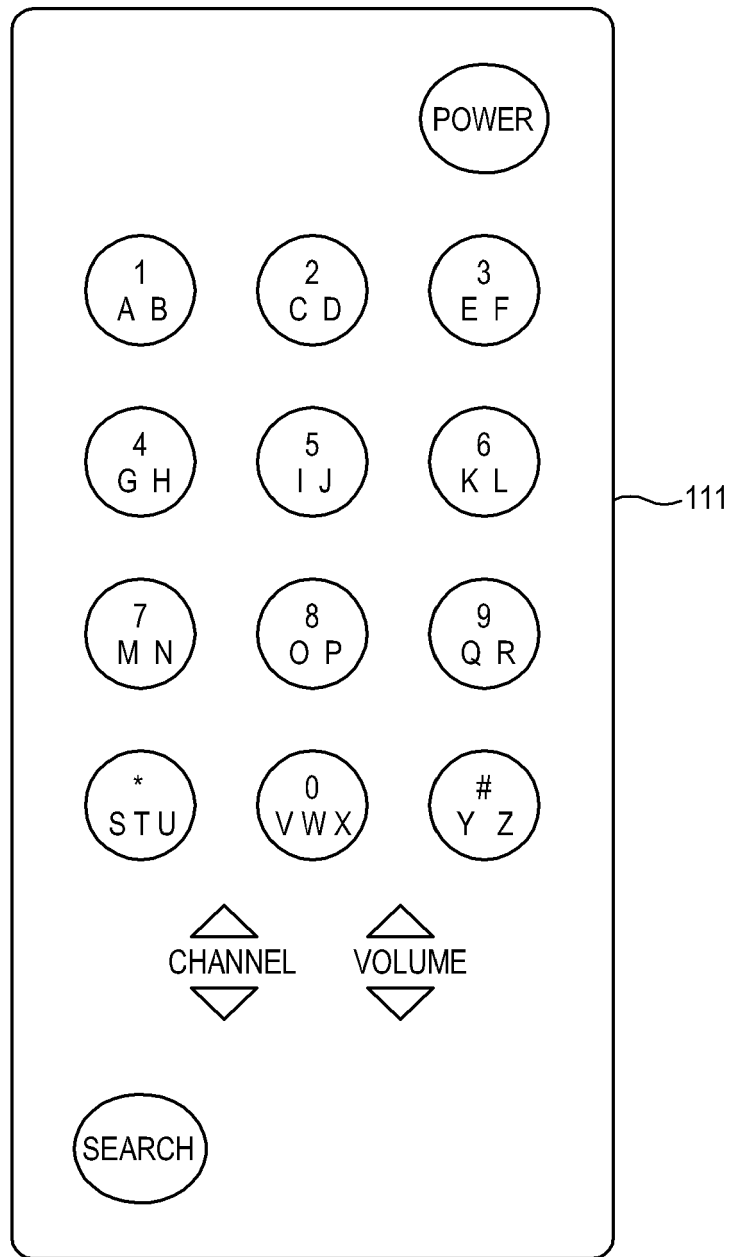 POWER
1 2 3
A B C D E F
4 5 6
G H I J K L
111
7 8 9
M N O P Q R
* 0 #
S T U V W X Y Z
CHANNEL VOLUME
SEARCH